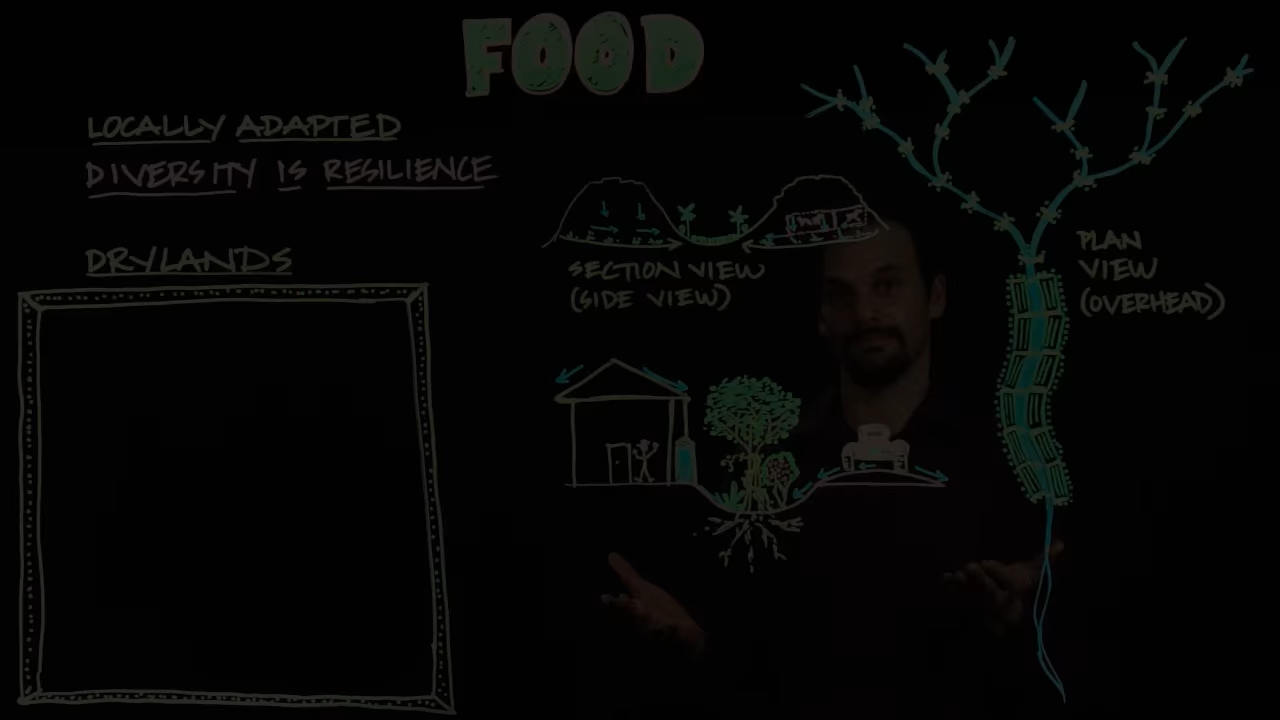 FOOD
LOCALLY ADAPTED
DIVERSITY IS RESILIENCE
DRYLANDS
SECTION VIEW
(SIDE VIEW)
PLAN
VIEW
(OVERHEAD)